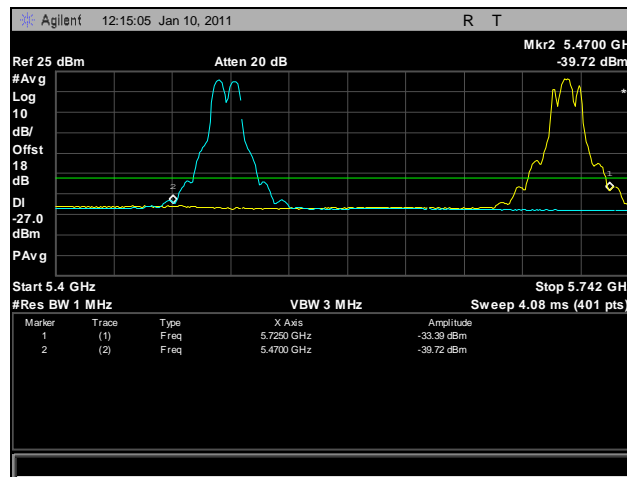 Agilent 12:15:05 Jan 10, 2011 R T
Mkr2 5.4700 GH
Ref 25 dBm Atten 20 dB -39.72 dBm
#Avg
Log
10
dB/
Offst
18
dB
DI
-27.0
dBm
PAvg
*
1
2
Start 5.4 GHz Stop 5.742 GH
#Res BW 1 MHz VBW 3 MHz Sweep 4.08 ms (401 pts)
Marker Trace Type X Axis Amplitude
1 (1) Freq 5.7250 GHz -33.39 dBm
2 (2) Freq 5.4700 GHz -39.72 dBm